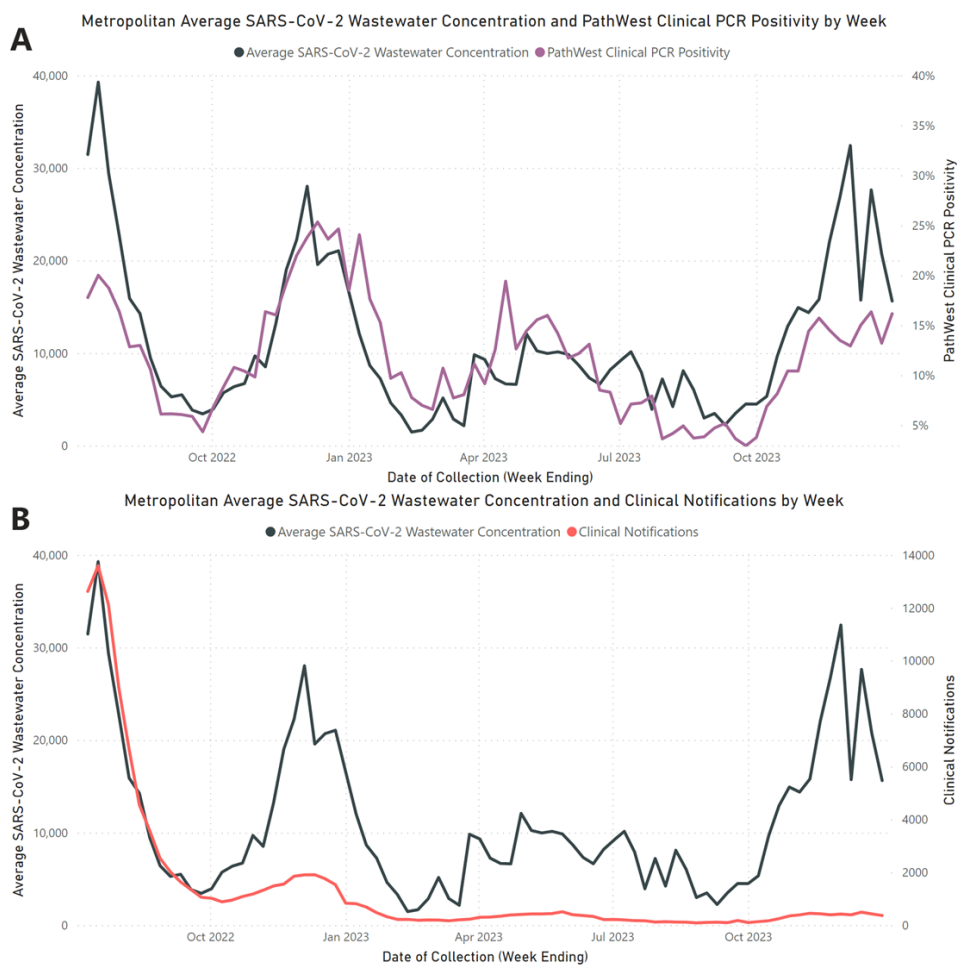 Metropolitan Average SARS-CoV-2 Wastewater Concentration and PathWest Clinical PCR Positivity by Week
A
Average SARS-CoV-2 Wastewater Concentration PathWest Clinical PCR Positivity
40,000
30,000
20,000
10,000
0
Average SARS-CoV-2 Wastewater Concentration
40%
35%
30%
25%
20%
15%
10%
5%
PathWest Clinical PCR Positivity
Oct 2022 Jan 2023 Apr 2023 Jul 2023 Oct 2023
Date of Collection (Week Ending)
Metropolitan Average SARS-CoV-2 Wastewater Concentration and Clinical Notifications by Week
B
Average SARS-CoV-2 Wastewater Concentration Clinical Notifications
40,000
30,000
20,000
10,000
0
Average SARS-CoV-2 Wastewater Concentration
14000
12000
10000
8000
6000
4000
2000
0
Clinical Notifications
Oct 2022 Jan 2023 Apr 2023 Jul 2023 Oct 2023
Date of Collection (Week Ending)